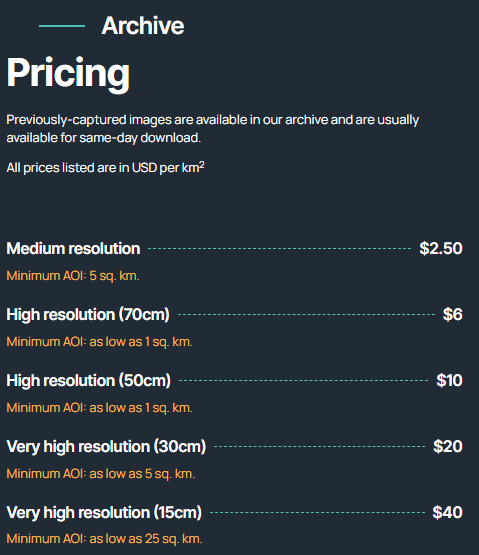 Archive
Pricing
Previously-captured images are available in our archive and are usually
available for same-day download.
All prices listed are in USD per km²
Medium resolution $2.50
Minimum AOI: 5 sq. km.
High resolution (70cm) $6
Minimum AOI: as low as 1 sq. km.
High resolution (50cm) $10
Minimum AOI: as low as 1 sq. km.
Very high resolution (30cm) $20
Minimum AOI: as low as 5 sq. km.
Very high resolution (15cm) $40
Minimum AOI: as low as 25 sq. km.